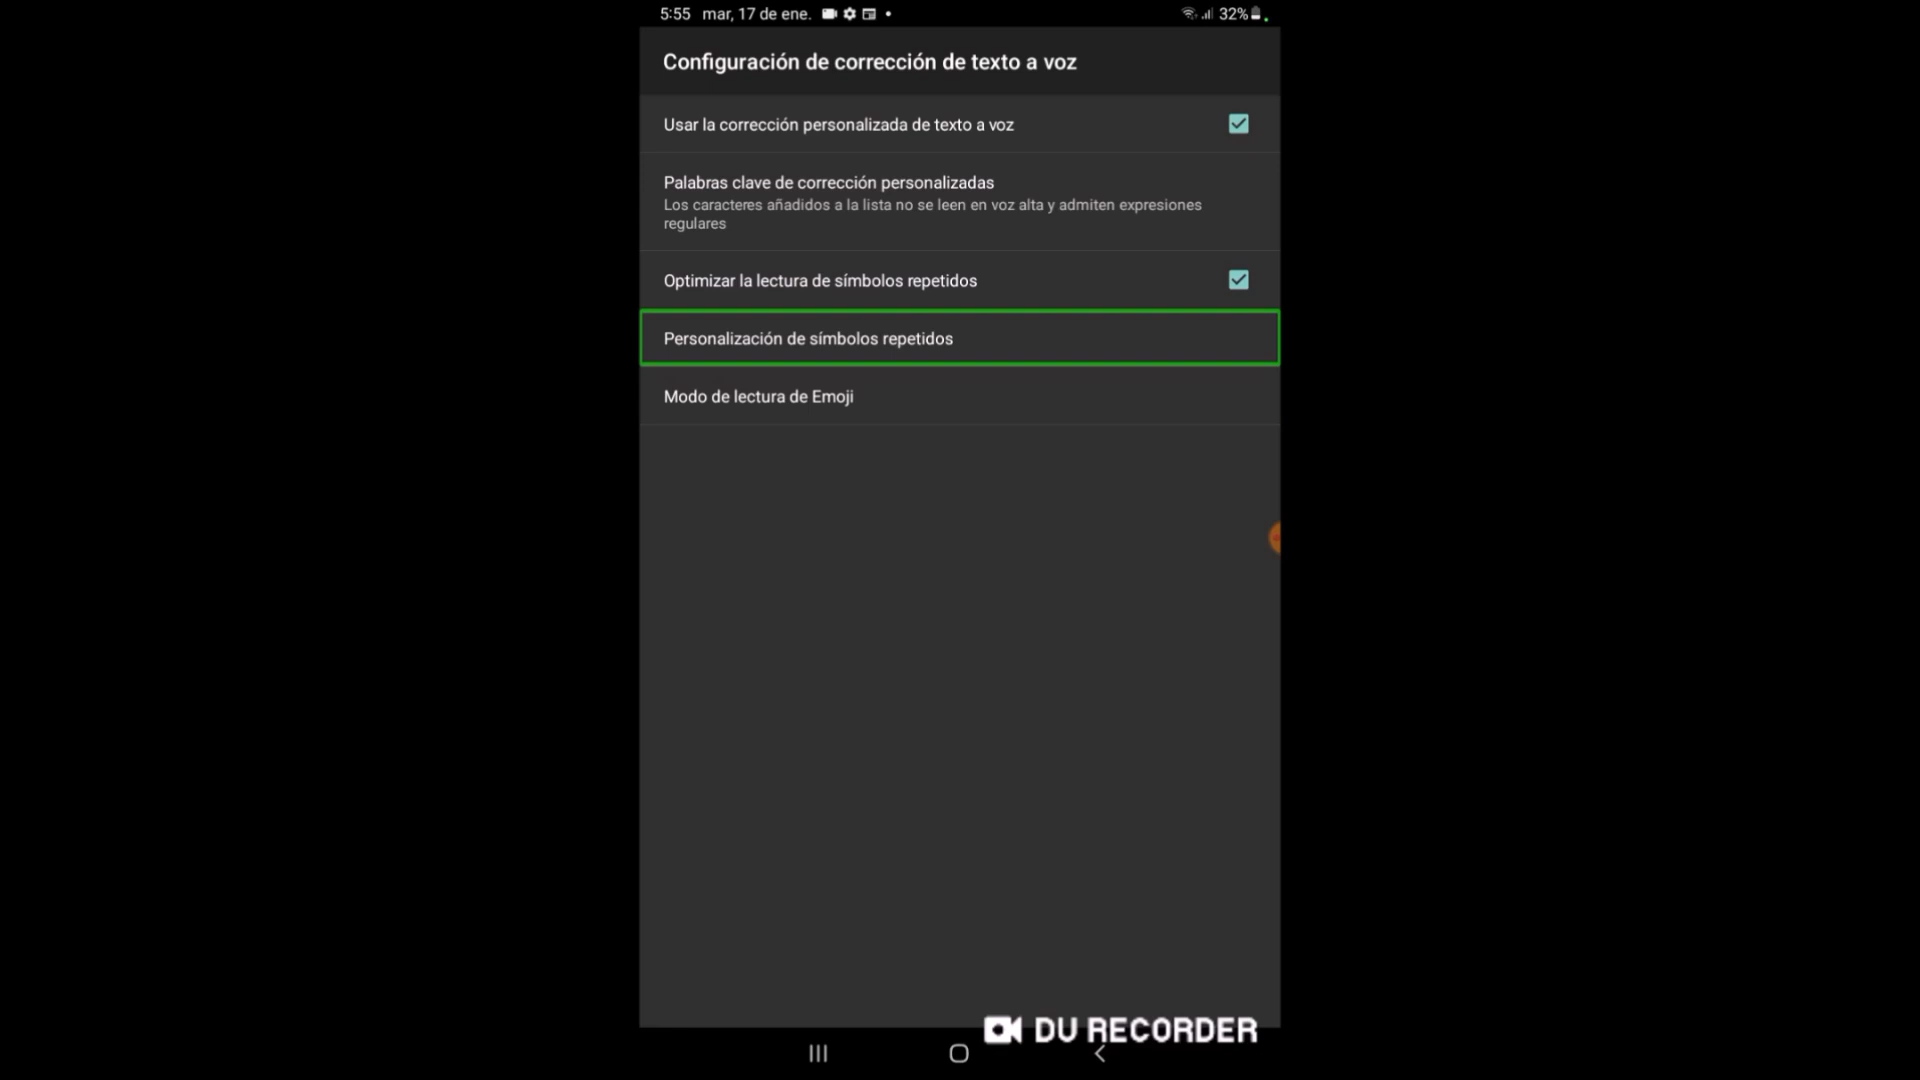 5:55 mar, 17 de ene.
32%
Configuración de corrección de texto a voz
Usar la corrección personalizada de texto a voz
Palabras clave de corrección personalizadas
Los caracteres añadidos a la lista no se leen en voz alta y admiten expresiones
regulares
Optimizar la lectura de símbolos repetidos
Personalización de símbolos repetidos
Modo de lectura de Emoji
DU RECORDER